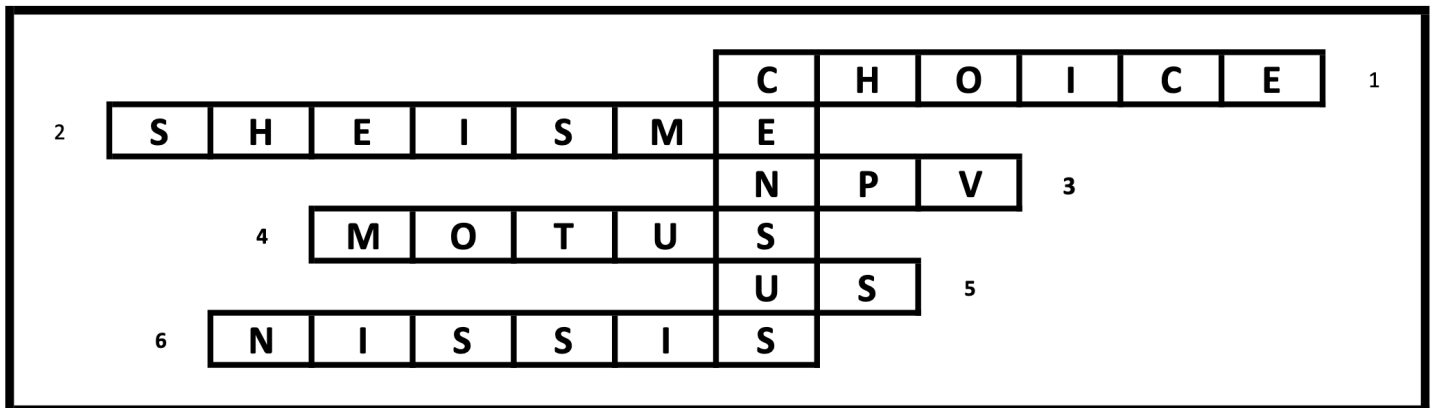 C H O I C E 1
2 S H E I S M E
N P V 3
4 M O T U S
U S 5
6 N I S S I S